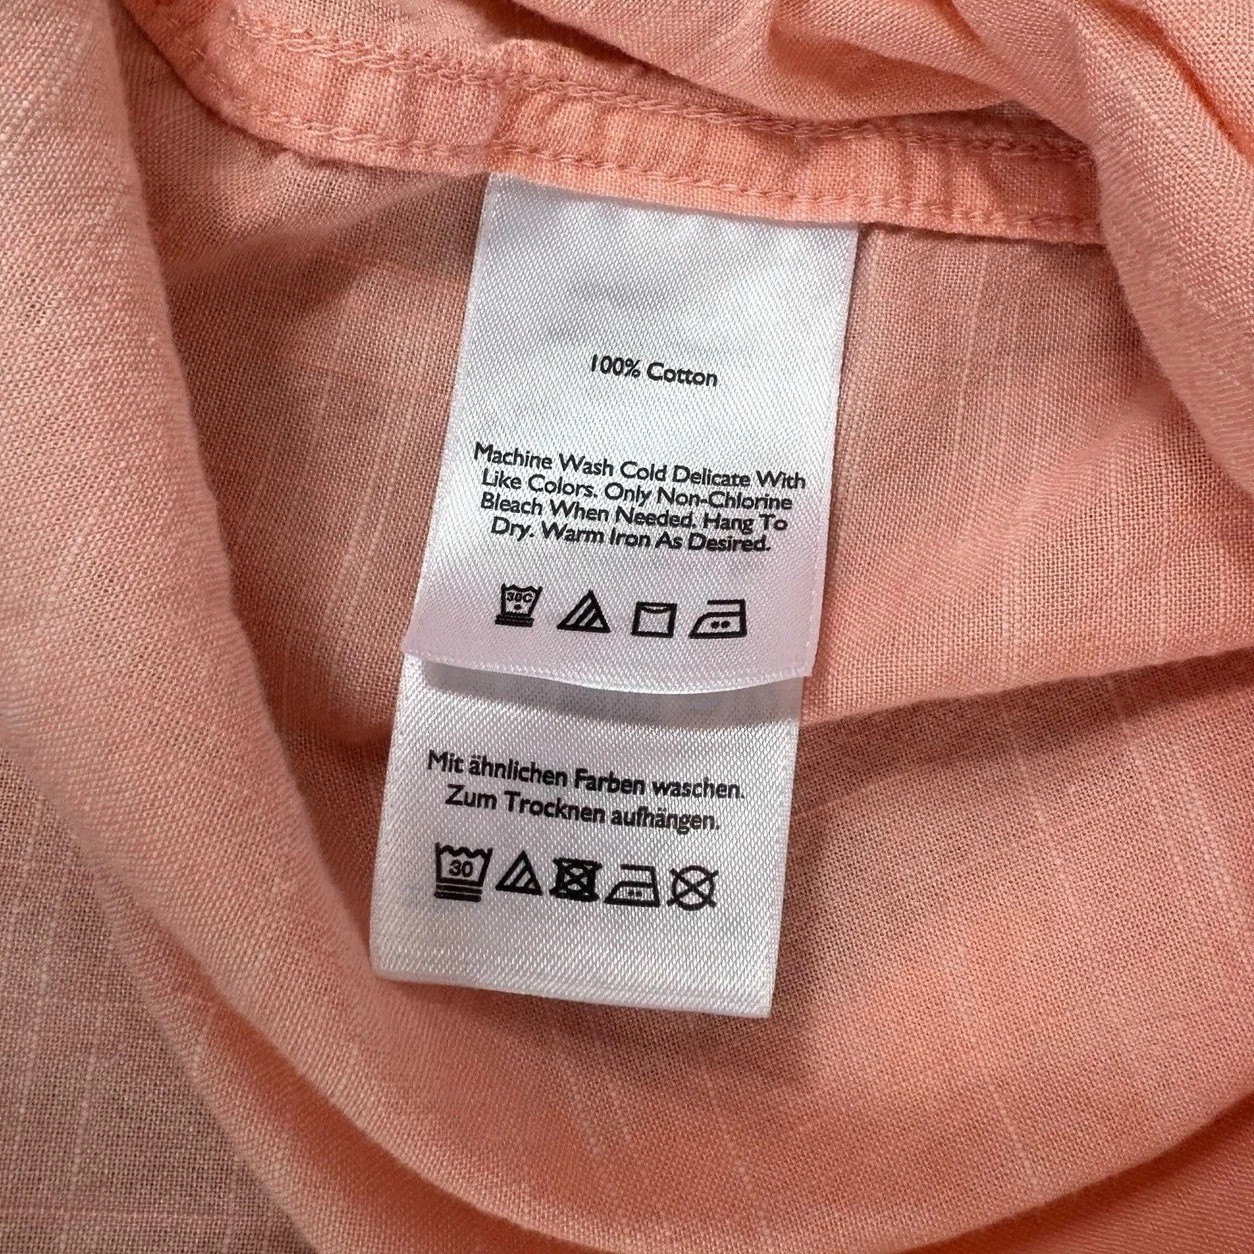 100% Cotton
Machine Wash Cold Delicate With
Like Colors. Only Non-Chlorine
Bleach When Needed. Hang To
Dry. Warm Iron As Desired.
30C
Mit ähnlichen Farben waschen.
Zum Trocknen aufhängen.
30